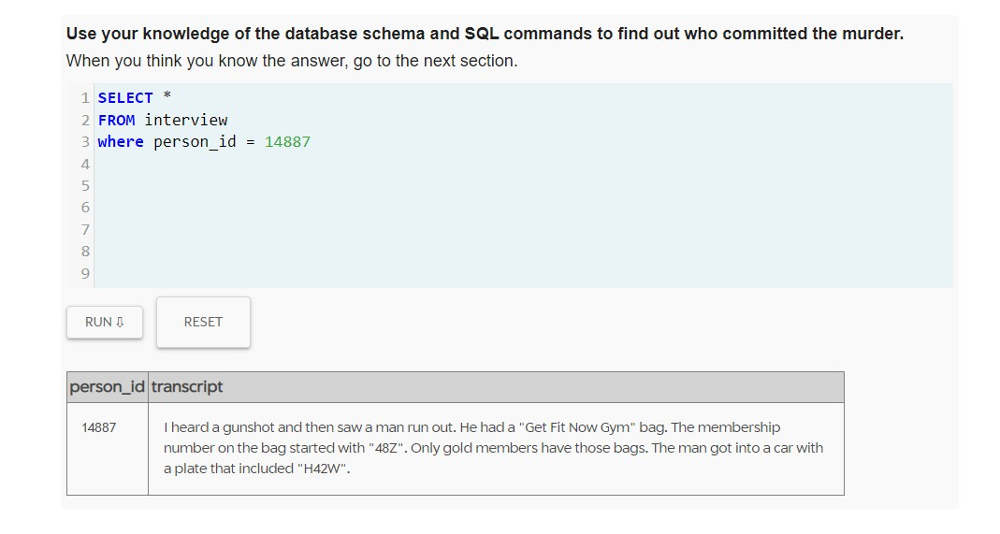 Use your knowledge of the database schema and SQL commands to find out who committed the murder.
When you think you know the answer, go to the next section.
1 SELECT *
2 FROM interview
3 where person_id = 14887
4
5
6
7
8
9
RUN ⇩ RESET
person_id transcript
14887 I heard a gunshot and then saw a man run out. He had a "Get Fit Now Gym" bag. The membership
number on the bag started with "48Z". Only gold members have those bags. The man got into a car with
a plate that included "H42W".